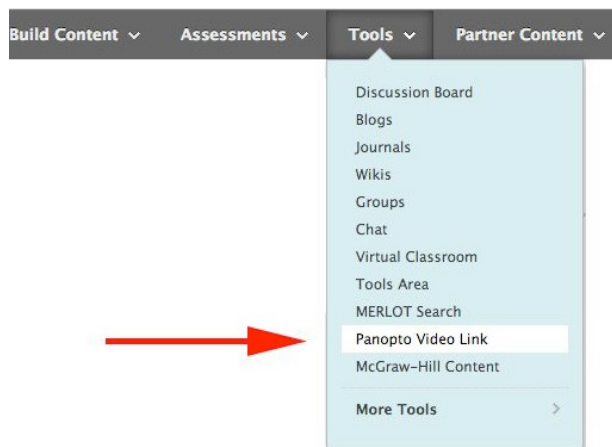 Build Content Assessments Tools Partner Content
Discussion Board
Blogs
Journals
Wikis
Groups
Chat
Virtual Classroom
Tools Area
MERLOT Search
Panopto Video Link
McGraw-Hill Content
More Tools